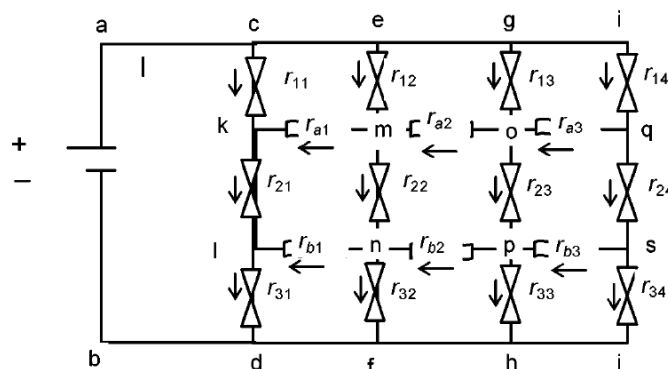 a c e g i
I
r11 r12 r13 r14
k ra1 m ra2 o ra3 q
+
−
r21 r22 r23 r24
l rb1 n rb2 p rb3 s
r31 r32 r33 r34
b d f h j